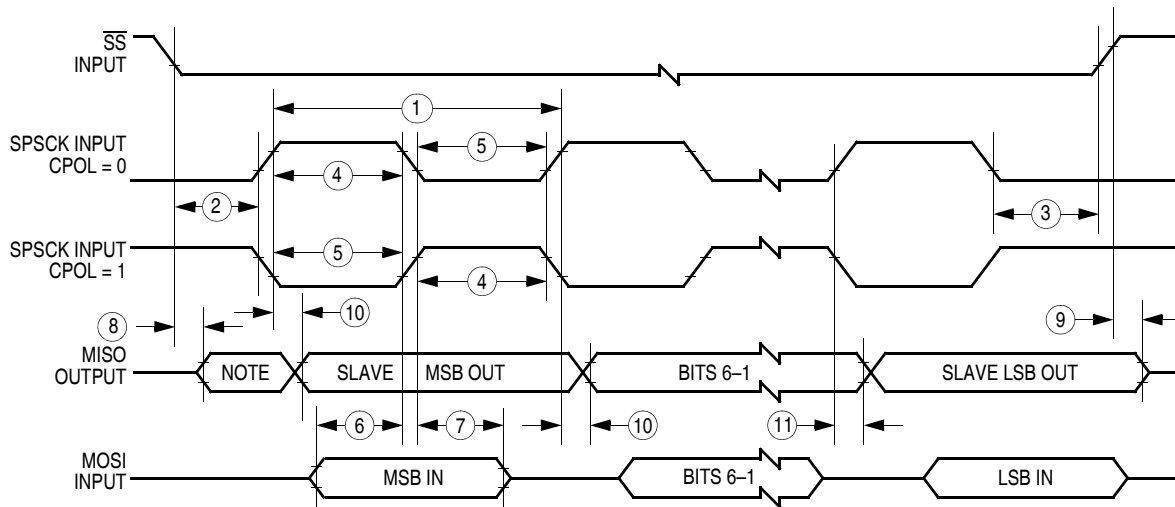 SS
INPUT
1
SPSCK INPUT
CPOL = 0
5
4
2
3
SPSCK INPUT
CPOL = 1
5
4
8
10
9
MISO
OUTPUT
NOTE
SLAVE MSB OUT
BITS 6–1
SLAVE LSB OUT
6
7
10
11
MOSI
INPUT
MSB IN
BITS 6–1
LSB IN